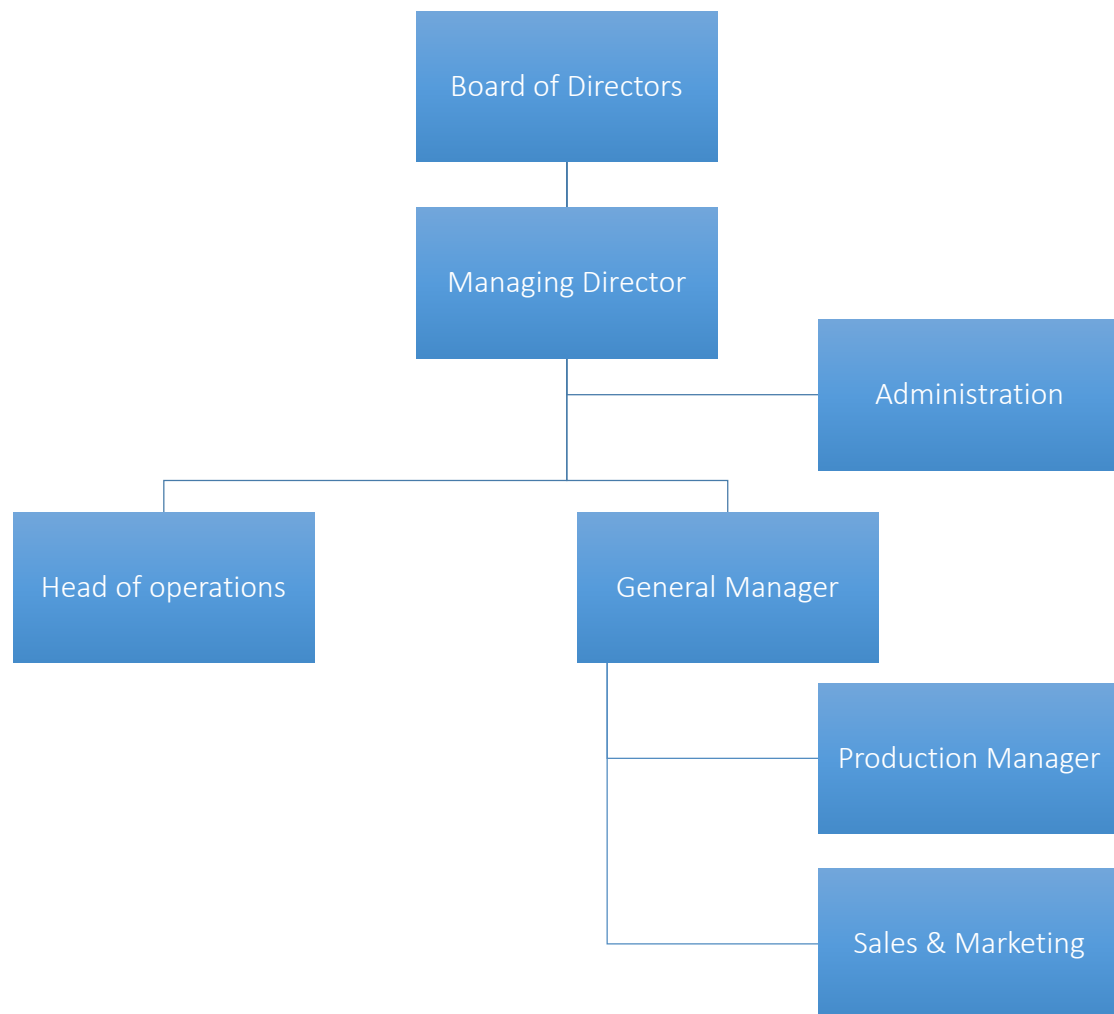 Board of Directors
Managing Director
Administration
Head of operations
General Manager
Production Manager
Sales & Marketing